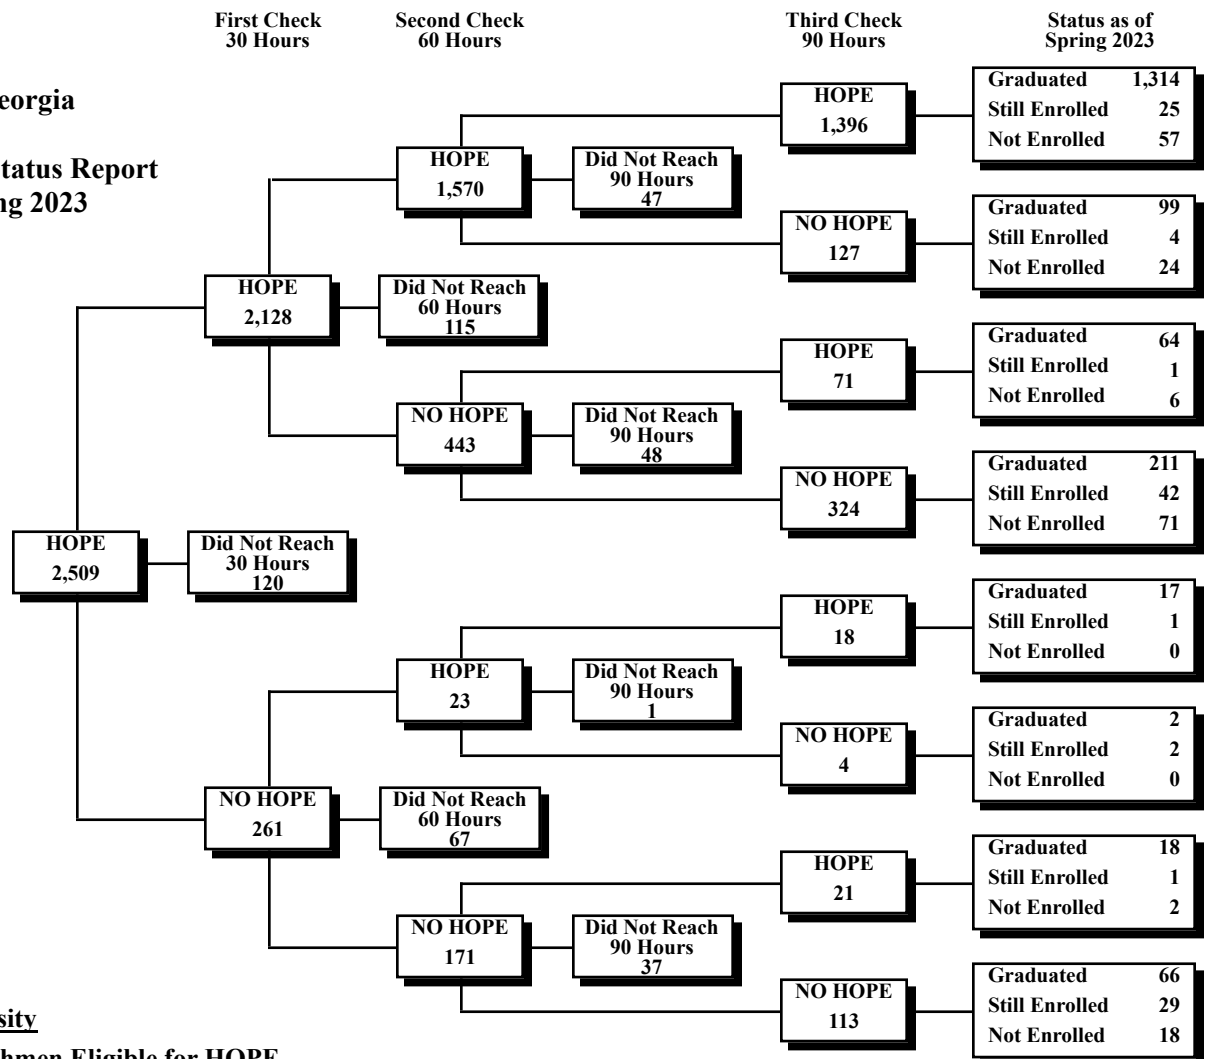 First Check
30 Hours
Second Check
60 Hours
Third Check
90 Hours
Status as of
Spring 2023
eorgia
tatus Report
ng 2023
HOPE
2,509
Did Not Reach
30 Hours
120
HOPE
2,128
Did Not Reach
60 Hours
115
NO HOPE
261
Did Not Reach
60 Hours
67
HOPE
1,570
Did Not Reach
90 Hours
47
NO HOPE
443
Did Not Reach
90 Hours
48
HOPE
23
Did Not Reach
90 Hours
1
NO HOPE
171
Did Not Reach
90 Hours
37
HOPE
1,396
Graduated 1,314
Still Enrolled 25
Not Enrolled 57
NO HOPE
127
Graduated 99
Still Enrolled 4
Not Enrolled 24
HOPE
71
Graduated 64
Still Enrolled 1
Not Enrolled 6
NO HOPE
324
Graduated 211
Still Enrolled 42
Not Enrolled 71
HOPE
18
Graduated 17
Still Enrolled 1
Not Enrolled 0
NO HOPE
4
Graduated 2
Still Enrolled 2
Not Enrolled 0
HOPE
21
Graduated 18
Still Enrolled 1
Not Enrolled 2
NO HOPE
113
Graduated 66
Still Enrolled 29
Not Enrolled 18
sity
hmen Eligible for HOPE